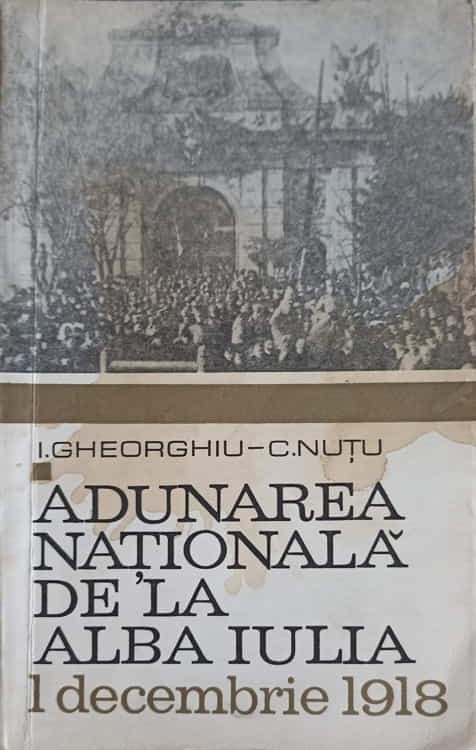 I.GHEORGHIU–C.NUȚU
ADUNAREA
NAȚIONALĂ
DE LA
ALBA IULIA
1 decembrie 1918